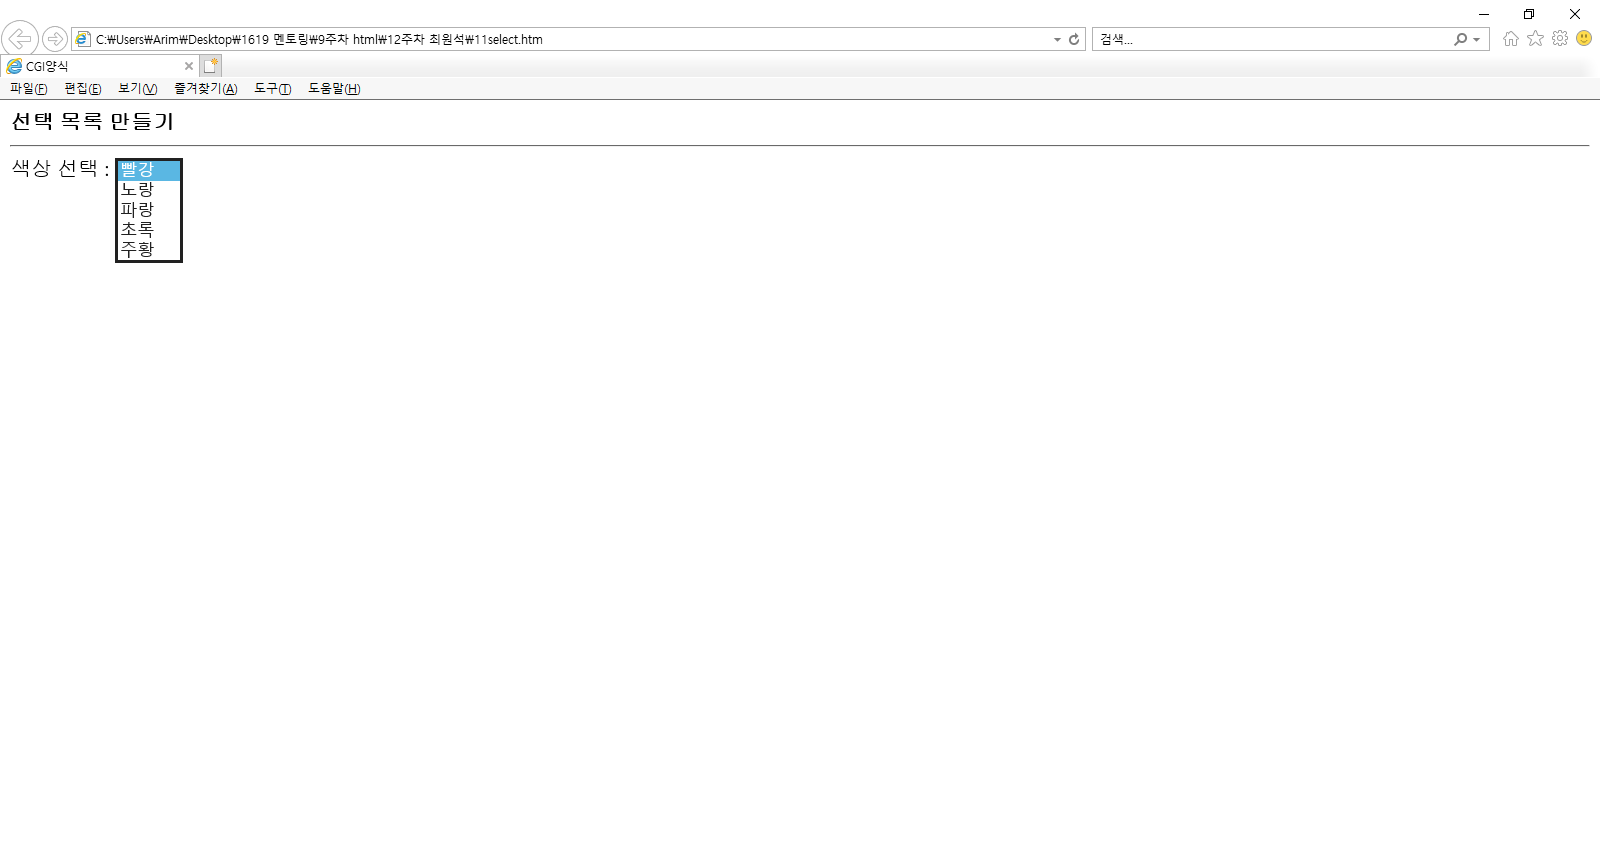 C:₩Users₩Arim₩Desktop₩1619 멘토링₩9주차 html₩12주차 최원석₩11select.htm
검색...
CGI양식
파일(F) 편집(E) 보기(V) 즐겨찾기(A) 도구(T) 도움말(H)
선택 목록 만들기
색상 선택 : 빨강
노랑
파랑
초록
주황